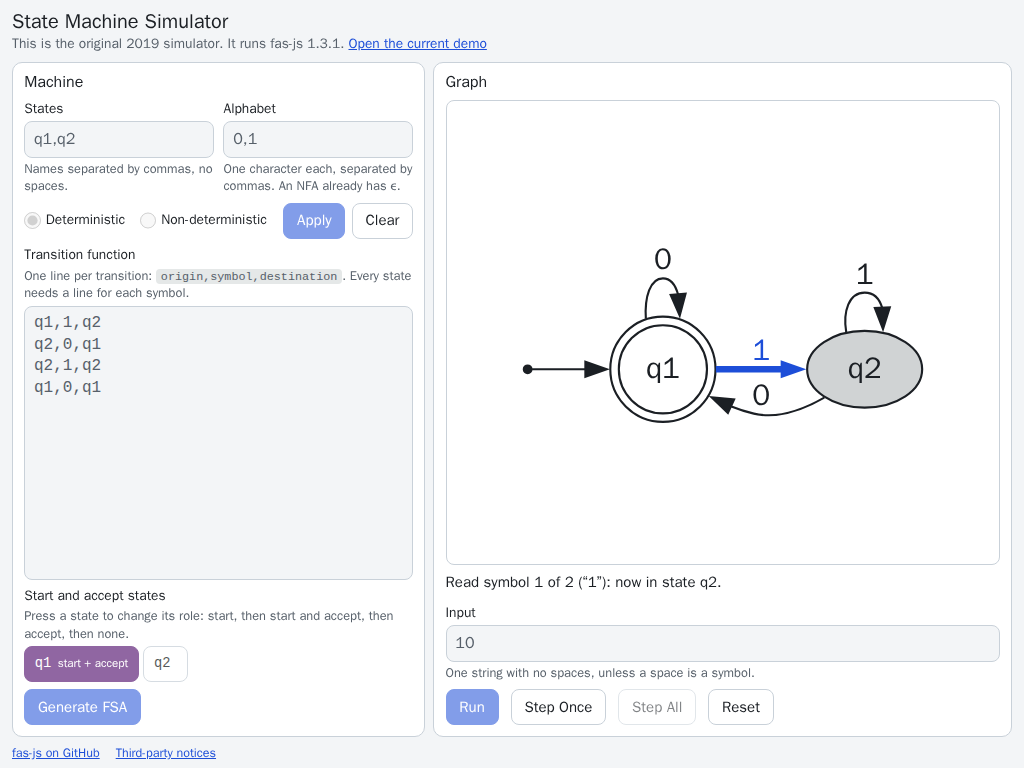 State Machine Simulator
This is the original 2019 simulator. It runs fas-js 1.3.1. Open the current demo
Machine
States
Alphabet
q1,q2
0,1
Names separated by commas, no
spaces.
One character each, separated by
commas. An NFA already has ϵ.
Deterministic
Non-deterministic
Apply
Clear
Transition function
One line per transition: origin,symbol,destination. Every state
needs a line for each symbol.
q1,1,q2
q2,0,q1
q2,1,q2
q1,0,q1
Start and accept states
Press a state to change its role: start, then start and accept, then
accept, then none.
q1 start + accept
q2
Generate FSA
Graph
0
1
1
q1
q2
0
Read symbol 1 of 2 (“1”): now in state q2.
Input
10
One string with no spaces, unless a space is a symbol.
Run
Step Once
Step All
Reset
fas-js on GitHub
Third-party notices